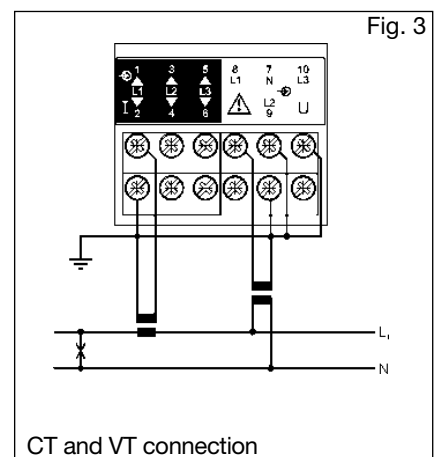 Fig. 3
1 3 5 8 7 10
L1 N L3
L1 L2 L3
L2
I 2 4 6 9 U
L1
N
CT and VT connection